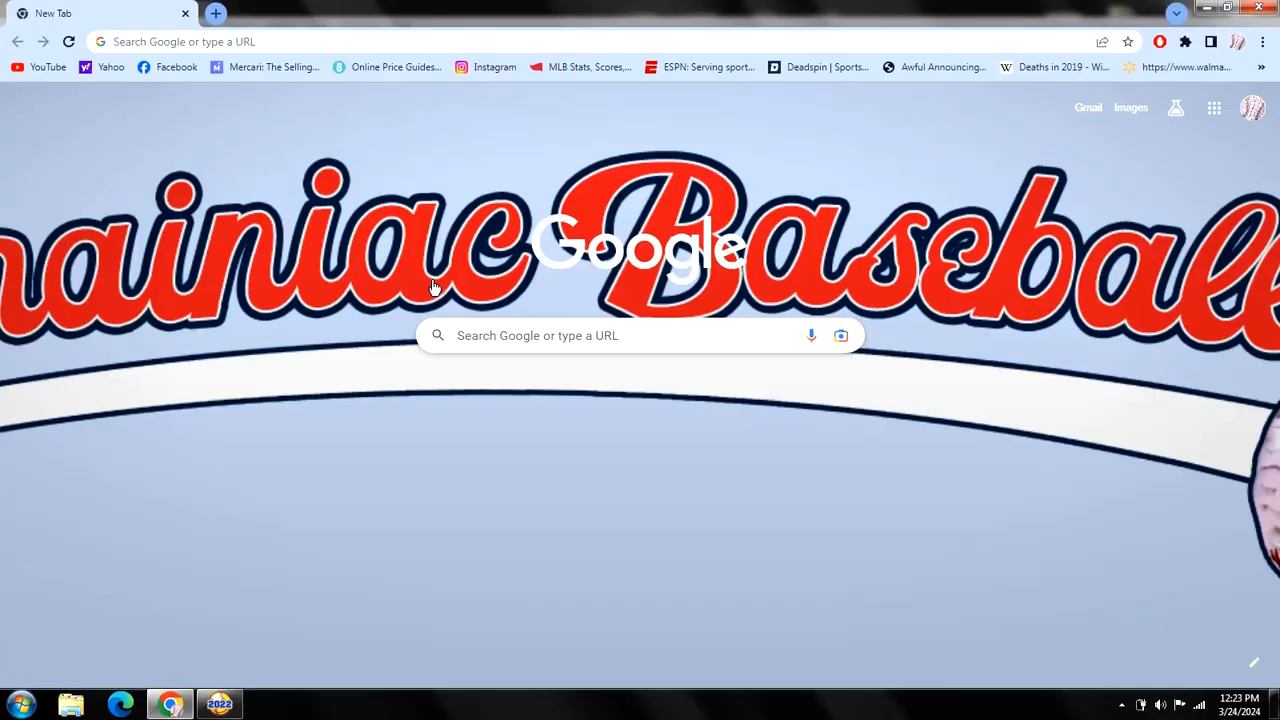 New Tab
Search Google or type a URL
YouTube
Yahoo
Facebook
Mercari: The Selling...
Online Price Guides...
Instagram
MLB Stats, Scores,...
ESPN: Serving sport...
Deadspin | Sports...
Awful Announcing...
Deaths in 2019 - Wi...
https://www.walma...
»
Gmail
Images
ainiac Baseball
Google
Search Google or type a URL
2022
12:23 PM
3/24/2024